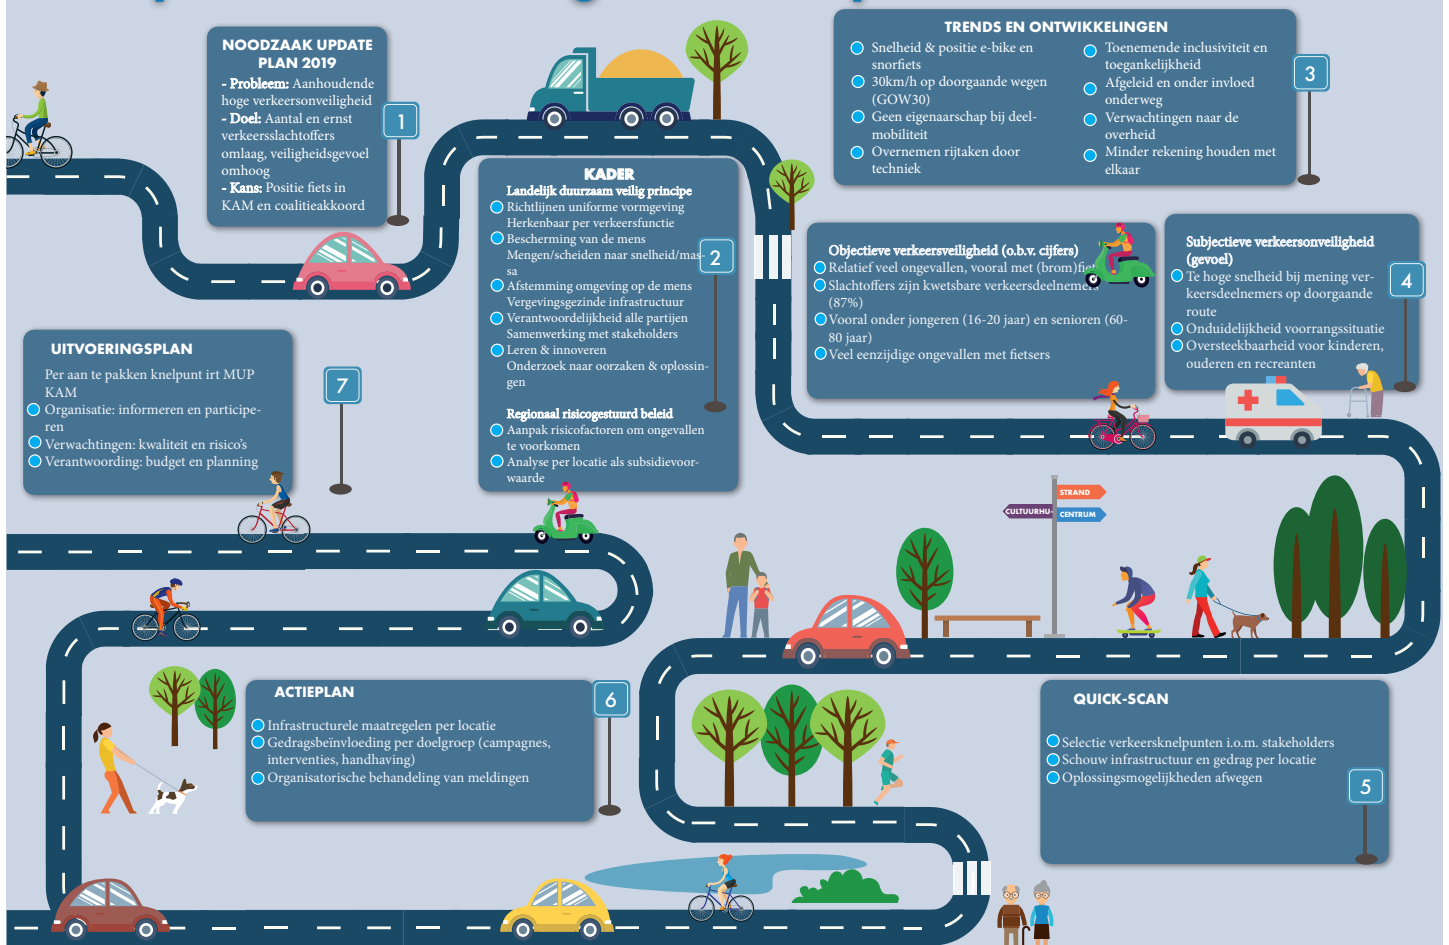 NOODZAAK UPDATE
PLAN 2019
- Probleem: Aanhoudende
hoge verkeersonveiligheid
- Doel: Aantal en ernst
verkeersslachtoffers
omlaag, veiligheidsgevoel
omhoog
- Kans: Positie fiets in
KAM en coalitieakkoord
1
KADER
Landelijk duurzaam veilig principe
Richtlijnen uniforme vormgeving
Herkenbaar per verkeersfunctie
Bescherming van de mens
Mengen/scheiden naar snelheid/mas-
sa
Afstemming omgeving op de mens
Vergevingsgezinde infrastructuur
Verantwoordelijkheid alle partijen
Samenwerking met stakeholders
Leren & innoveren
Onderzoek naar oorzaken & oplossin-
gen
Regionaal risicogestuurd beleid
Aanpak risicofactoren om ongevallen
te voorkomen
Analyse per locatie als subsidievoor-
waarde
2
TRENDS EN ONTWIKKELINGEN
Snelheid & positie e-bike en
snorfiets
30km/h op doorgaande wegen
(GOW30)
Geen eigenaarschap bij deel-
mobiliteit
Overnemen rijtaken door
techniek
Toenemende inclusiviteit en
toegankelijkheid
Afgeleid en onder invloed
onderweg
Verwachtingen naar de
overheid
Minder rekening houden met
elkaar
3
Objectieve verkeersveiligheid (o.b.v. cijfers)
Relatief veel ongevallen, vooral met
Slachtoffers zijn kwetsbare verkeersdeelnemers
(87%)
Vooral onder jongeren (16-20 jaar) en senioren (60-
80 jaar)
Veel eenzijdige ongevallen met fietsers
Subjectieve verkeersonveiligheid
(gevoel)
Te hoge snelheid bij mening ver-
keersdeelnemers op doorgaande
route
Onduidelijkheid voorrangssituatie
Oversteekbaarheid voor kinderen,
ouderen en recreanten
4
STRAND
CULTUURHU-
CENTRUM
QUICK-SCAN
Selectie verkeersknelpunten i.o.m. stakeholders
Schouw infrastructuur en gedrag per locatie
Oplossingsmogelijkheden afwegen
5
ACTIEPLAN
Infrastructurele maatregelen per locatie
Gedragsbeïnvloeding per doelgroep (campagnes,
interventies, handhaving)
Organisatorische behandeling van meldingen
6
UITVOERINGSPLAN
Per aan te pakken knelpunt irt MUP
KAM
Organisatie: informeren en participe-
ren
Verwachtingen: kwaliteit en risico's
Verantwoording: budget en planning
7